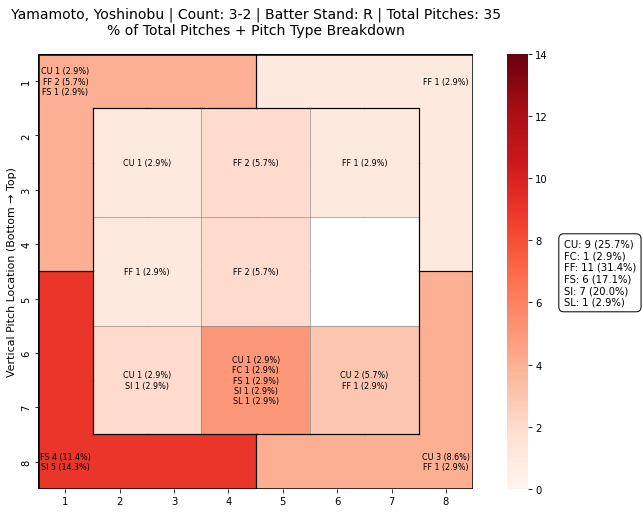 Yamamoto, Yoshinobu | Count: 3-2 | Batter Stand: R | Total Pitches: 35
% of Total Pitches + Pitch Type Breakdown
CU 1 (2.9%)
FF 2 (5.7%)
FS 1 (2.9%)
FF 1 (2.9%)
CU 1 (2.9%)
FF 2 (5.7%)
FF 1 (2.9%)
FF 1 (2.9%)
FF 2 (5.7%)
CU 1 (2.9%)
SI 1 (2.9%)
CU 1 (2.9%)
FC 1 (2.9%)
FS 1 (2.9%)
SI 1 (2.9%)
SL 1 (2.9%)
CU 2 (5.7%)
FF 1 (2.9%)
FS 4 (11.4%)
SI 5 (14.3%)
CU 3 (8.6%)
FF 1 (2.9%)
Vertical Pitch Location (Bottom → Top)
1
2
3
4
5
6
7
8
1
2
3
4
5
6
7
8
14
12
10
8
6
4
2
0
CU: 9 (25.7%)
FC: 1 (2.9%)
FF: 11 (31.4%)
FS: 6 (17.1%)
SI: 7 (20.0%)
SL: 1 (2.9%)